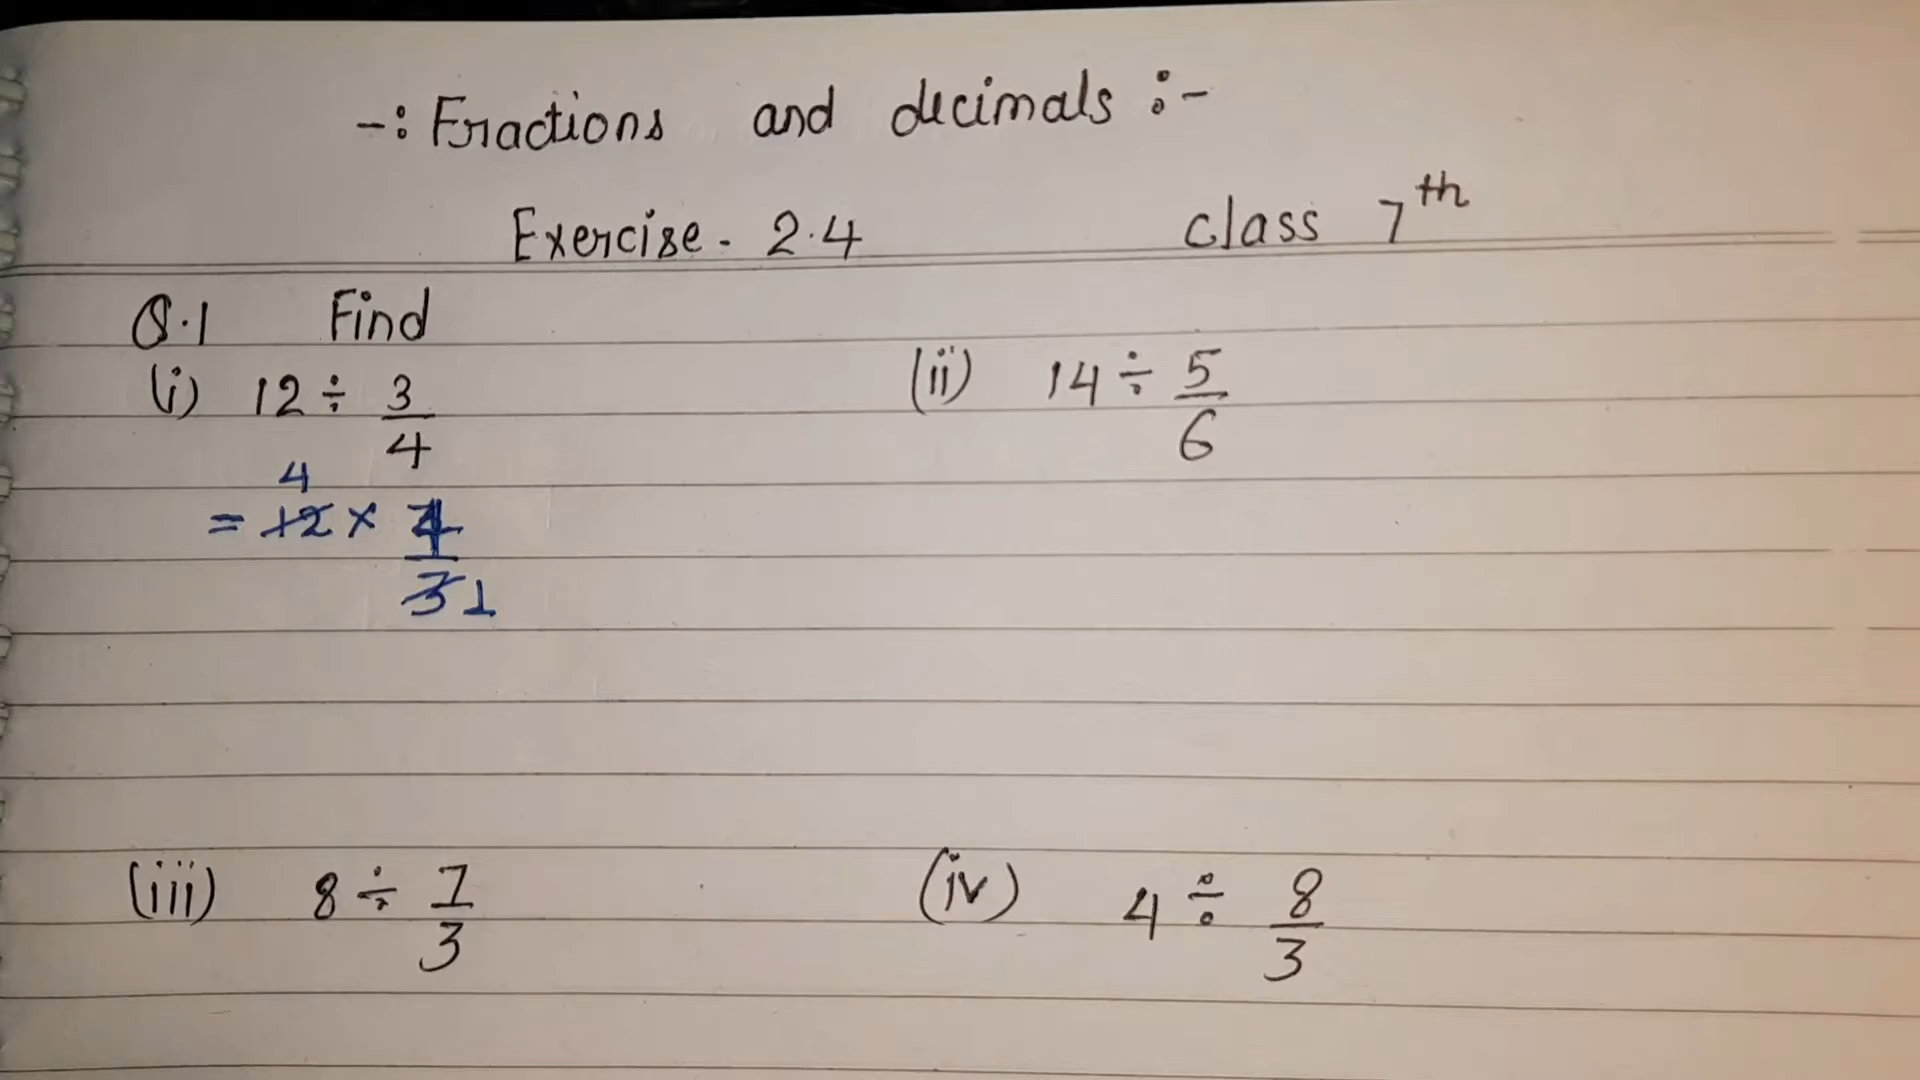 -: Fractions and decimals :-
Exercise - 2.4 class 7th
Q.1 Find
(i) 12 ÷ 3/4 (ii) 14 ÷ 5/6
4
= 12 × 4/3 1
(iii) 8 ÷ 7/3 (iv) 4 ÷ 8/3